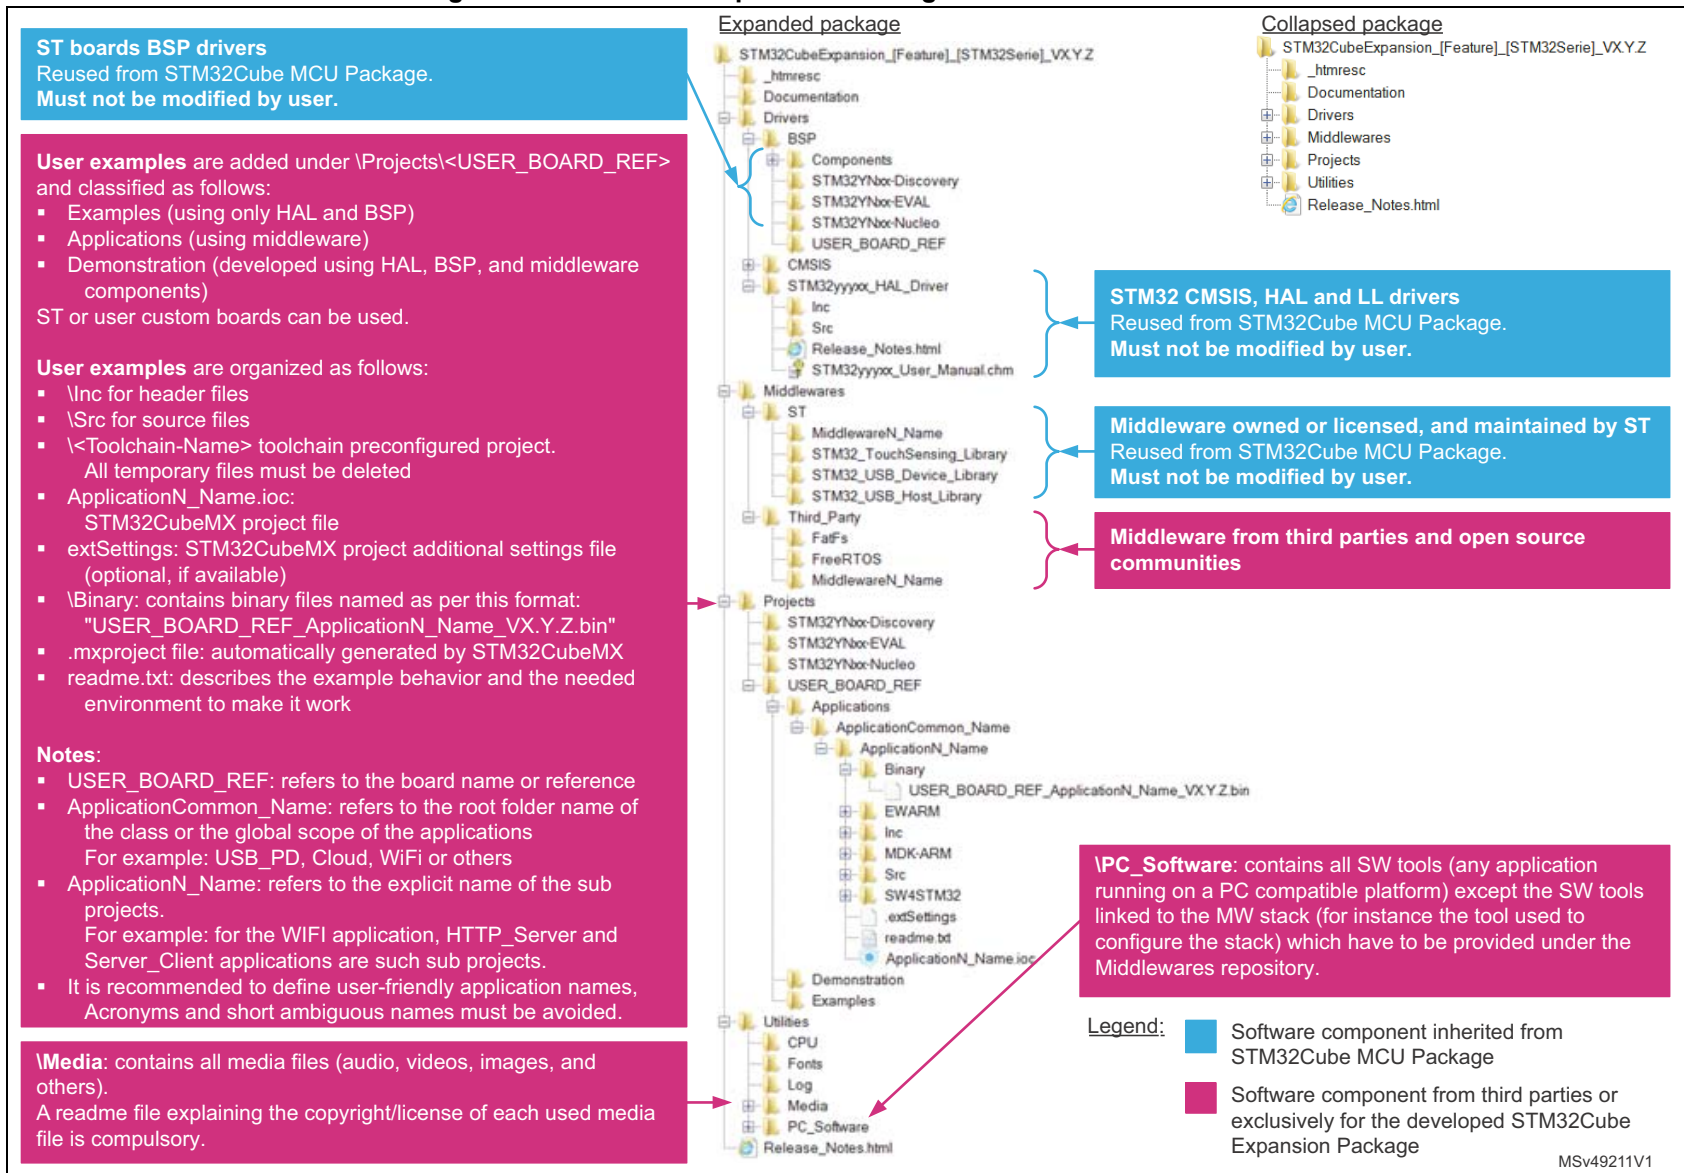 ST boards BSP drivers
Reused from STM32Cube MCU Package.
Must not be modified by user.
User examples are added under \Projects\<USER_BOARD_REF>
and classified as follows:
▪ Examples (using only HAL and BSP)
▪ Applications (using middleware)
▪ Demonstration (developed using HAL, BSP, and middleware
components)
ST or user custom boards can be used.
User examples are organized as follows:
▪ \Inc for header files
▪ \Src for source files
▪ \<Toolchain-Name> toolchain preconfigured project.
All temporary files must be deleted
▪ ApplicationN_Name.ioc:
STM32CubeMX project file
▪ extSettings: STM32CubeMX project additional settings file
(optional, if available)
▪ \Binary: contains binary files named as per this format:
"USER_BOARD_REF_ApplicationN_Name_VX.Y.Z.bin"
▪ .mxproject file: automatically generated by STM32CubeMX
▪ readme.txt: describes the example behavior and the needed
environment to make it work
Notes:
▪ USER_BOARD_REF: refers to the board name or reference
▪ ApplicationCommon_Name: refers to the root folder name of
the class or the global scope of the applications
For example: USB_PD, Cloud, WiFi or others
▪ ApplicationN_Name: refers to the explicit name of the sub
projects.
For example: for the WIFI application, HTTP_Server and
Server_Client applications are such sub projects.
▪ It is recommended to define user-friendly application names,
Acronyms and short ambiguous names must be avoided.
\Media: contains all media files (audio, videos, images, and
others).
A readme file explaining the copyright/license of each used media
file is compulsory.
Expanded package
STM32CubeExpansion_[Feature]_[STM32Serie]_VX.Y.Z
_htmresc
Documentation
Drivers
BSP
Components
STM32YNxx-Discovery
STM32YNxx-EVAL
STM32YNxx-Nucleo
USER_BOARD_REF
CMSIS
STM32yyyxx_HAL_Driver
Inc
Src
Release_Notes.html
STM32yyyxx_User_Manual.chm
Middlewares
ST
MiddlewareN_Name
STM32_TouchSensing_Library
STM32_USB_Device_Library
STM32_USB_Host_Library
Third_Party
FatFs
FreeRTOS
MiddlewareN_Name
Projects
STM32YNxx-Discovery
STM32YNxx-EVAL
STM32YNxx-Nucleo
USER_BOARD_REF
Applications
ApplicationCommon_Name
ApplicationN_Name
Binary
USER_BOARD_REF_ApplicationN_Name_VX.Y.Z.bin
EWARM
Inc
MDK-ARM
Src
SW4STM32
.extSettings
readme.txt
ApplicationN_Name.ioc
Demonstration
Examples
Utilities
CPU
Fonts
Log
Media
PC_Software
Release_Notes.html
Collapsed package
STM32CubeExpansion_[Feature]_[STM32Serie]_VX.Y.Z
_htmresc
Documentation
Drivers
Middlewares
Projects
Utilities
Release_Notes.html
STM32 CMSIS, HAL and LL drivers
Reused from STM32Cube MCU Package.
Must not be modified by user.
Middleware owned or licensed, and maintained by ST
Reused from STM32Cube MCU Package.
Must not be modified by user.
Middleware from third parties and open source
communities
\PC_Software: contains all SW tools (any application
running on a PC compatible platform) except the SW tools
linked to the MW stack (for instance the tool used to
configure the stack) which have to be provided under the
Middlewares repository.
Legend:
Software component inherited from
STM32Cube MCU Package
Software component from third parties or
exclusively for the developed STM32Cube
Expansion Package
MSv49211V1